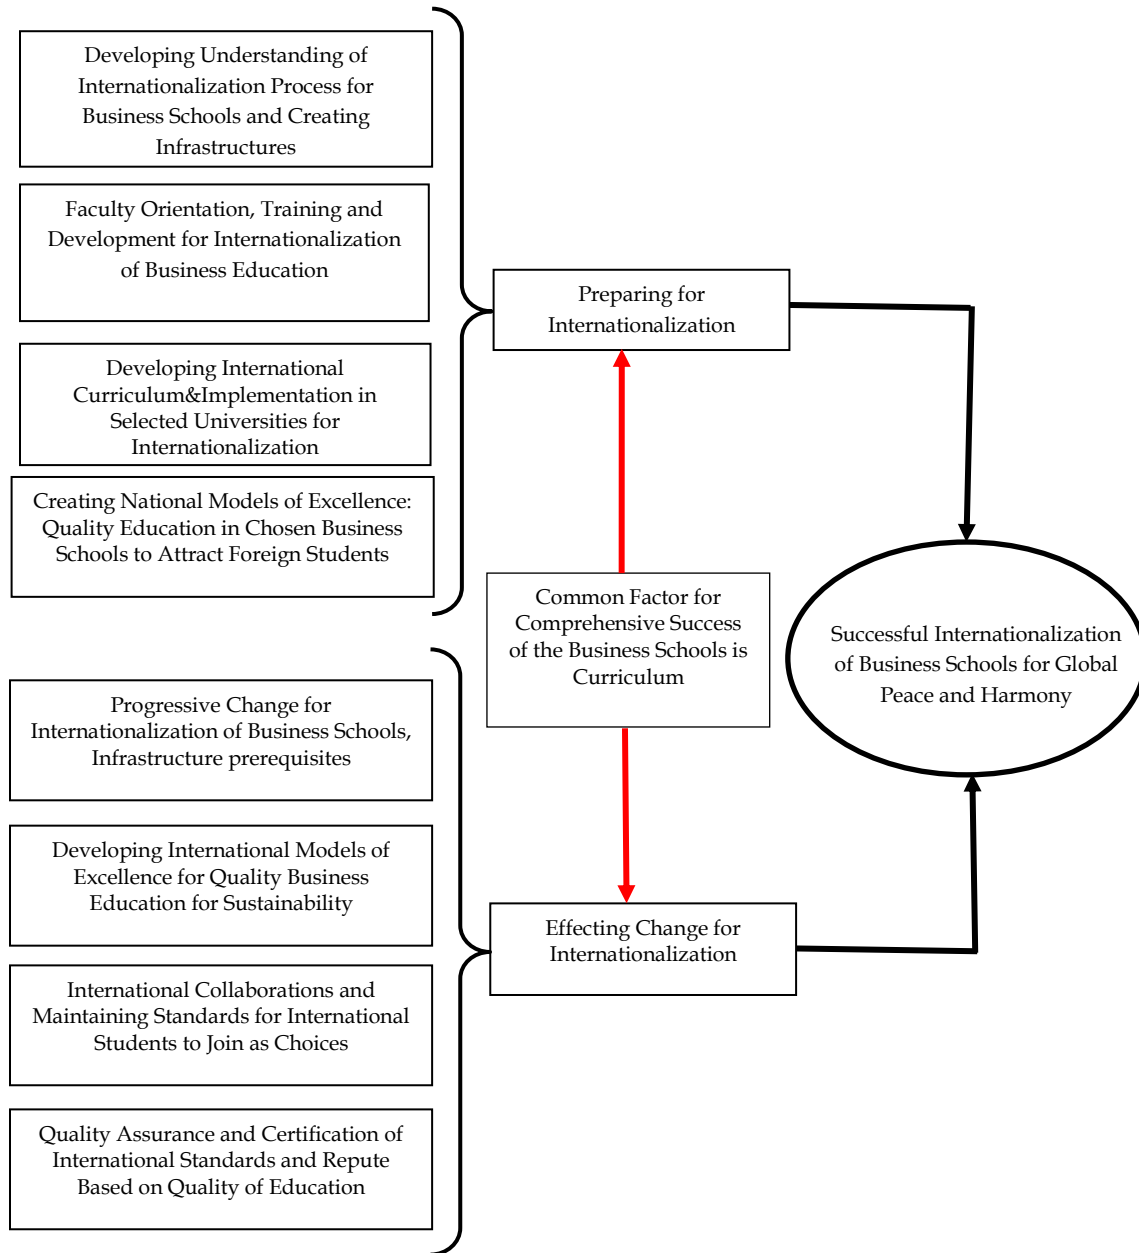 Developing Understanding of
Internationalization Process for
Business Schools and Creating
Infrastructures
Faculty Orientation, Training and
Development for Internationalization
of Business Education
Developing International
Curriculum&Implementation in
Selected Universities for
Internationalization
Creating National Models of Excellence:
Quality Education in Chosen Business
Schools to Attract Foreign Students
Preparing for
Internationalization
Common Factor for
Comprehensive Success
of the Business Schools is
Curriculum
Successful Internationalization
of Business Schools for Global
Peace and Harmony
Progressive Change for
Internationalization of Business Schools,
Infrastructure prerequisites
Developing International Models of
Excellence for Quality Business
Education for Sustainability
International Collaborations and
Maintaining Standards for International
Students to Join as Choices
Quality Assurance and Certification of
International Standards and Repute
Based on Quality of Education
Effecting Change for
Internationalization